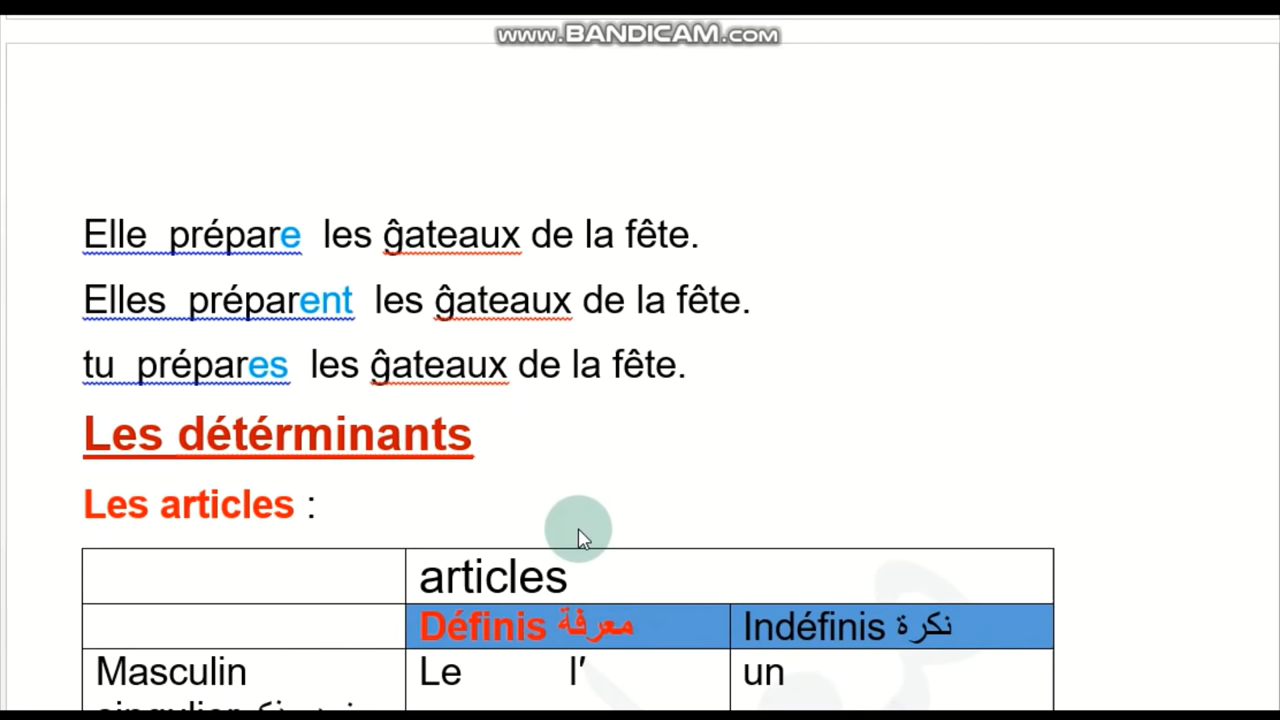 www.BANDICAM.com
Elle prépare les ĝateaux de la fête.
Elles préparent les ĝateaux de la fête.
tu prépares les ĝateaux de la fête.
Les détérminants
Les articles :
articles
Définis معرفة Indéfinis نكرة
Masculin Le l′ un
singulier